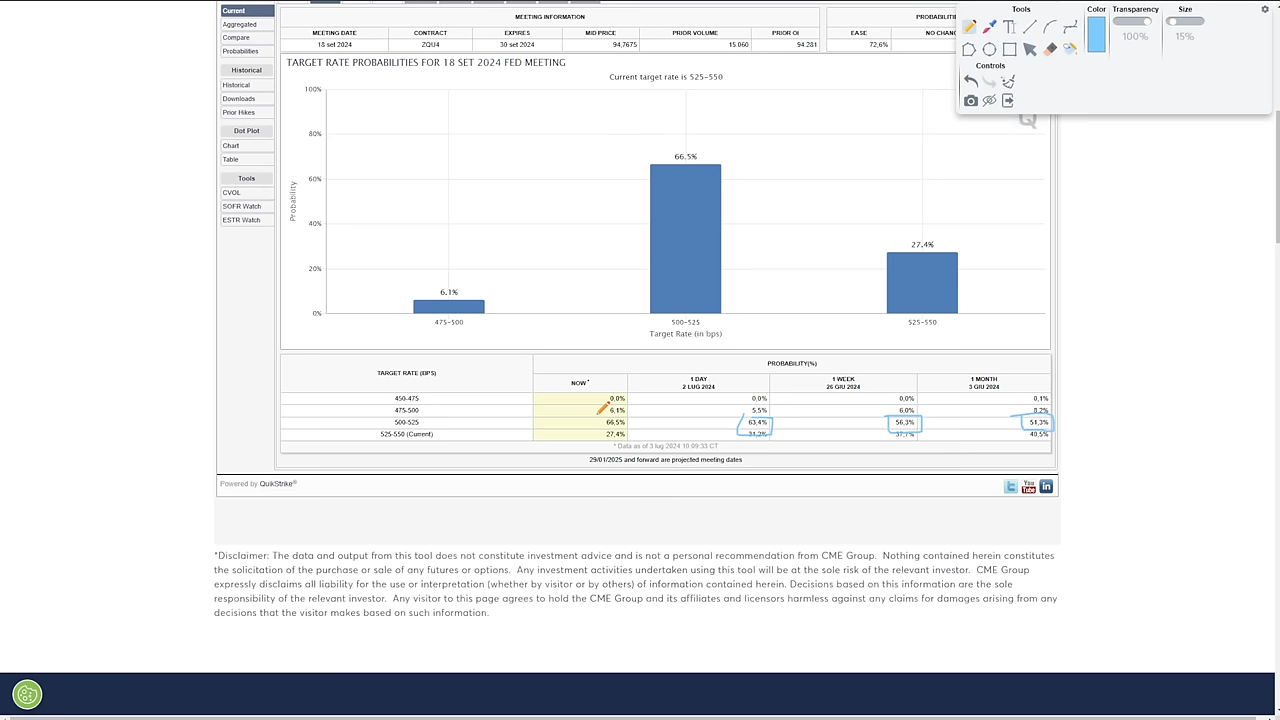 Current
Aggregated
Compare
Probabilities
Historical
Historical
Downloads
Prior Hikes
Dot Plot
Chart
Table
Tools
CVOL
SOFR Watch
ESTR Watch
MEETING INFORMATION
MEETING DATE CONTRACT EXPIRES MID PRICE PRIOR VOLUME PRIOR OI
18 set 2024 ZQU4 30 set 2024 94,7675 15.060 94.281
EASE
72,6%
TARGET RATE PROBABILITIES FOR 18 SET 2024 FED MEETING
Current target rate is 525-550
Probability
100%
80%
60%
40%
20%
0%
6.1%
66.5%
27.4%
475-500 500-525 525-550
Target Rate (in bps)
Q
TARGET RATE (BPS) PROBABILITY(%)
NOW * 1 DAY 2 LUG 2024 1 WEEK 26 GIU 2024 1 MONTH 3 GIU 2024
450-475 0,0% 0,0% 0,0% 0,1%
475-500 6,1% 5,5% 6,0% 8,2%
500-525 66,5% 63,4% 56,3% 51,3%
525-550 (Current) 27,4% 31,2% 37,7% 40,5%
* Data as of 3 lug 2024 10:09:33 CT
29/01/2025 and forward are projected meeting dates
Powered by QuikStrike®
You Tube
in
*Disclaimer: The data and output from this tool does not constitute investment advice and is not a personal recommendation from CME Group. Nothing contained herein constitutes
the solicitation of the purchase or sale of any futures or options. Any investment activities undertaken using this tool will be at the sole risk of the relevant investor. CME Group
expressly disclaims all liability for the use or interpretation (whether by visitor or by others) of information contained herein. Decisions based on this information are the sole
responsibility of the relevant investor. Any visitor to this page agrees to hold the CME Group and its affiliates and licensors harmless against any claims for damages arising from any
decisions that the visitor makes based on such information.
Tools
Color
Transparency
100%
Size
15%
Controls